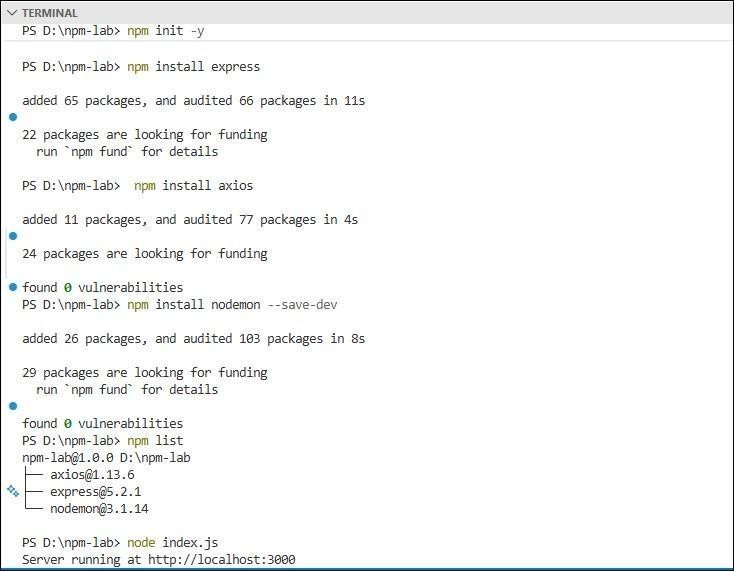 TERMINAL
PS D:\npm-lab> npm init -y
PS D:\npm-lab> npm install express
added 65 packages, and audited 66 packages in 11s
22 packages are looking for funding
  run `npm fund` for details
PS D:\npm-lab>  npm install axios
added 11 packages, and audited 77 packages in 4s
24 packages are looking for funding
found 0 vulnerabilities
PS D:\npm-lab> npm install nodemon --save-dev
added 26 packages, and audited 103 packages in 8s
29 packages are looking for funding
  run `npm fund` for details
found 0 vulnerabilities
PS D:\npm-lab> npm list
npm-lab@1.0.0 D:\npm-lab
├── axios@1.13.6
├── express@5.2.1
└── nodemon@3.1.14
PS D:\npm-lab> node index.js
Server running at http://localhost:3000